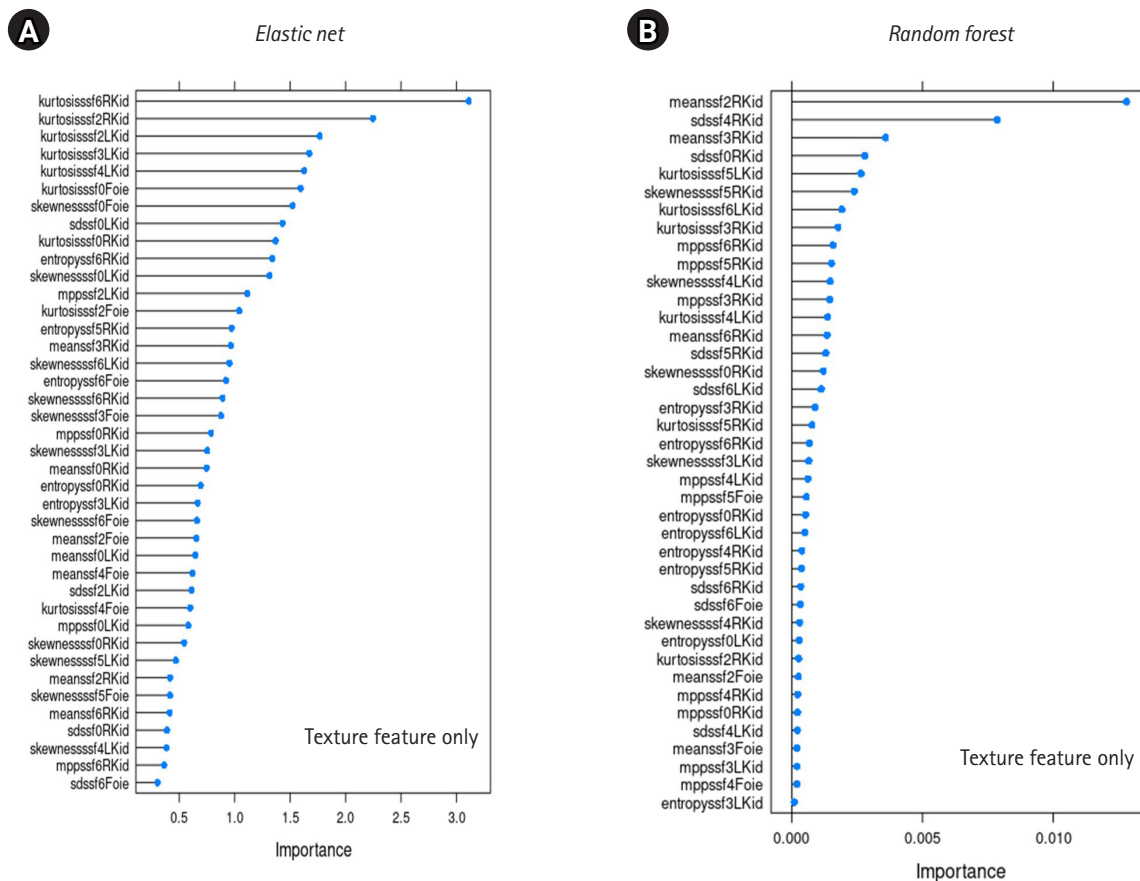 A
Elastic net
kurtosisssf6RKid
kurtosisssf2RKid
kurtosisssf2LKid
kurtosisssf3LKid
kurtosisssf4LKid
kurtosisssf0Foie
skewnessssf0Foie
sdssf0LKid
kurtosisssf0RKid
entropyssf6RKid
skewnessssf0LKid
mppssf2LKid
kurtosisssf2Foie
entropyssf5RKid
meanssf3RKid
skewnessssf6LKid
entropyssf6Foie
skewnessssf6RKid
skewnessssf3Foie
mppssf0RKid
skewnessssf3LKid
meanssf0RKid
entropyssf0RKid
entropyssf3LKid
skewnessssf6Foie
meanssf2Foie
meanssf0LKid
meanssf4Foie
sdssf2LKid
kurtosisssf4Foie
mppssf0LKid
skewnessssf0RKid
skewnessssf5LKid
meanssf2RKid
skewnessssf5Foie
meanssf6RKid
sdssf0RKid
skewnessssf4LKid
mppssf6RKid
sdssf6Foie
Texture feature only
0.5 1.0 1.5 2.0 2.5 3.0
Importance
B
Random forest
meanssf2RKid
sdssf4RKid
meanssf3RKid
sdssf0RKid
kurtosisssf5LKid
skewnessssf5RKid
kurtosisssf6LKid
kurtosisssf3RKid
mppssf6RKid
mppssf5RKid
skewnessssf4LKid
mppssf3RKid
kurtosisssf4LKid
meanssf6RKid
sdssf5RKid
skewnessssf0RKid
sdssf6LKid
entropyssf3RKid
kurtosisssf5RKid
entropyssf6RKid
skewnessssf3LKid
mppssf4LKid
mppssf5Foie
entropyssf0RKid
entropyssf6LKid
entropyssf4RKid
entropyssf5RKid
sdssf6RKid
sdssf6Foie
skewnessssf4RKid
entropyssf0LKid
kurtosisssf2RKid
meanssf2Foie
mppssf4RKid
mppssf0RKid
sdssf4LKid
meanssf3Foie
mppssf3LKid
mppssf4Foie
entropyssf3LKid
Texture feature only
0.000 0.005 0.010
Importance